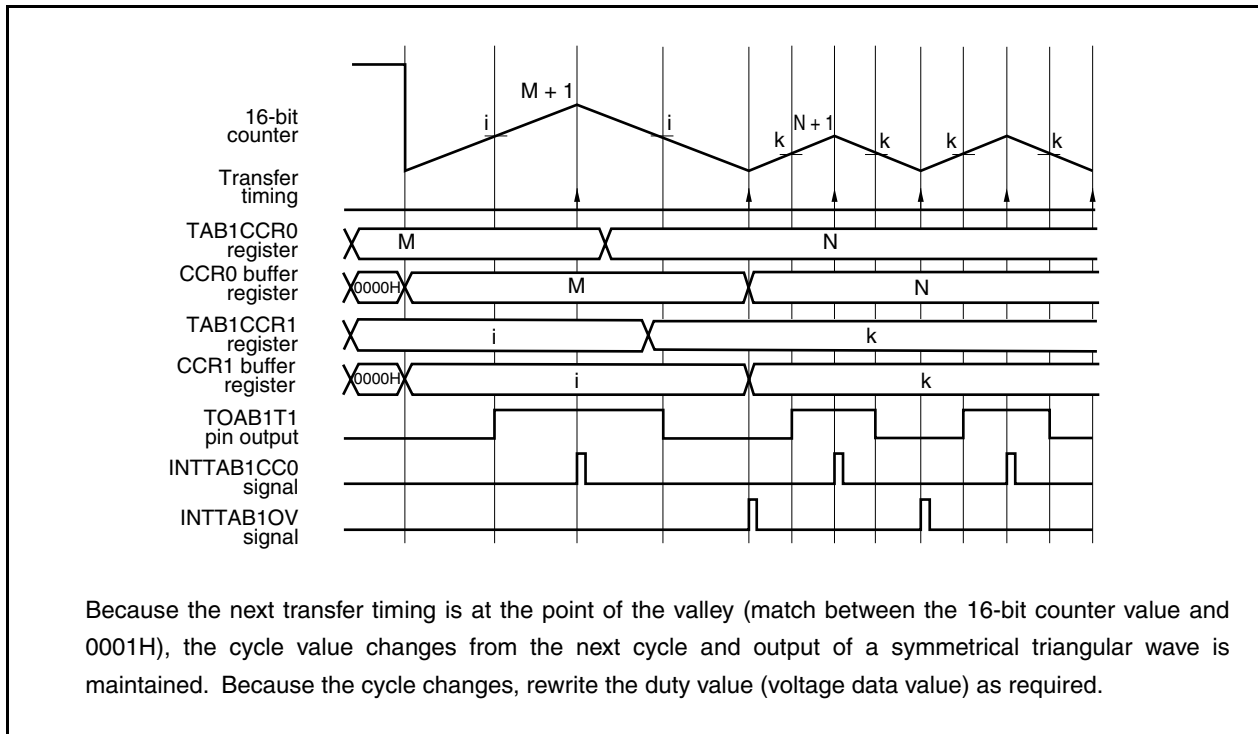 M + 1
16-bit
counter
i
i
N + 1
k
k
k
k
Transfer
timing
TAB1CCR0
register
M
N
CCR0 buffer
register
0000H
M
N
TAB1CCR1
register
i
k
CCR1 buffer
register
0000H
i
k
TOAB1T1
pin output
INTTAB1CC0
signal
INTTAB1OV
signal
Because the next transfer timing is at the point of the valley (match between the 16-bit counter value and
0001H), the cycle value changes from the next cycle and output of a symmetrical triangular wave is
maintained. Because the cycle changes, rewrite the duty value (voltage data value) as required.